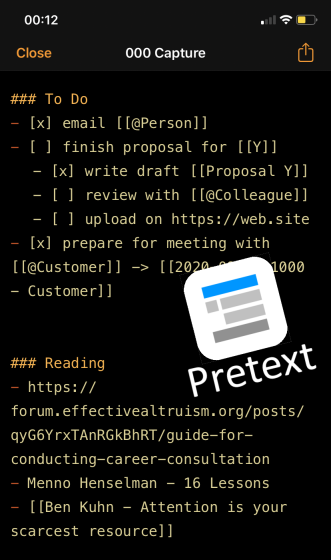 00:12
Close
000 Capture
### To Do
- [x] email [[@Person]]
- [ ] finish proposal for [[Y]]
- [x] write draft [[Proposal Y]]
- [ ] review with [[@Colleague]]
- [ ] upload on https://web.site
- [x] prepare for meeting with
[[@Customer]] -> [[2020 1000
- Customer]]
### Reading
- https://
forum.effectivealtruism.org/posts/
qyG6YrxTAnRGkBhRT/guide-for-
conducting-career-consultation
- Menno Henselman - 16 Lessons
- [[Ben Kuhn - Attention is your
scarcest resource]]
Pretext